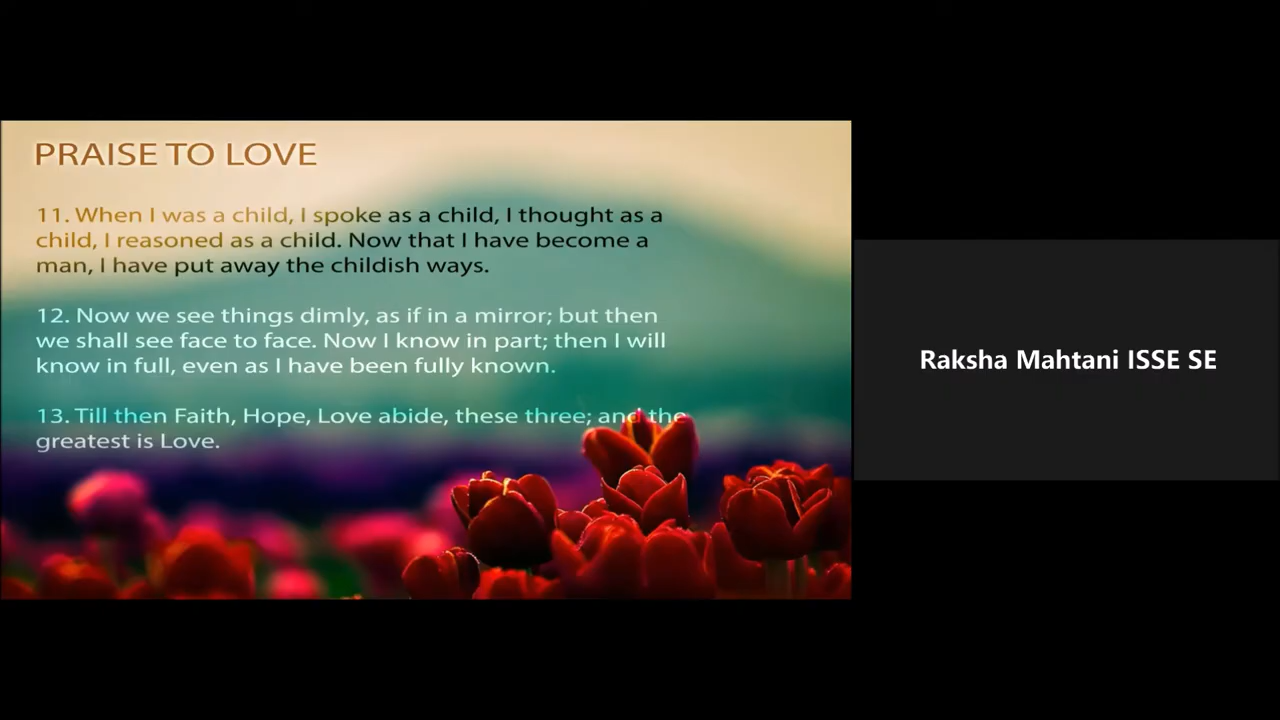 PRAISE TO LOVE
11. When I was a child, I spoke as a child, I thought as a
child, I reasoned as a child. Now that I have become a
man, I have put away the childish ways.
12. Now we see things dimly, as if in a mirror; but then
we shall see face to face. Now I know in part; then I will
know in full, even as I have been fully known.
13. Till then Faith, Hope, Love abide, these three; and the
greatest is Love.
Raksha Mahtani ISSE SE